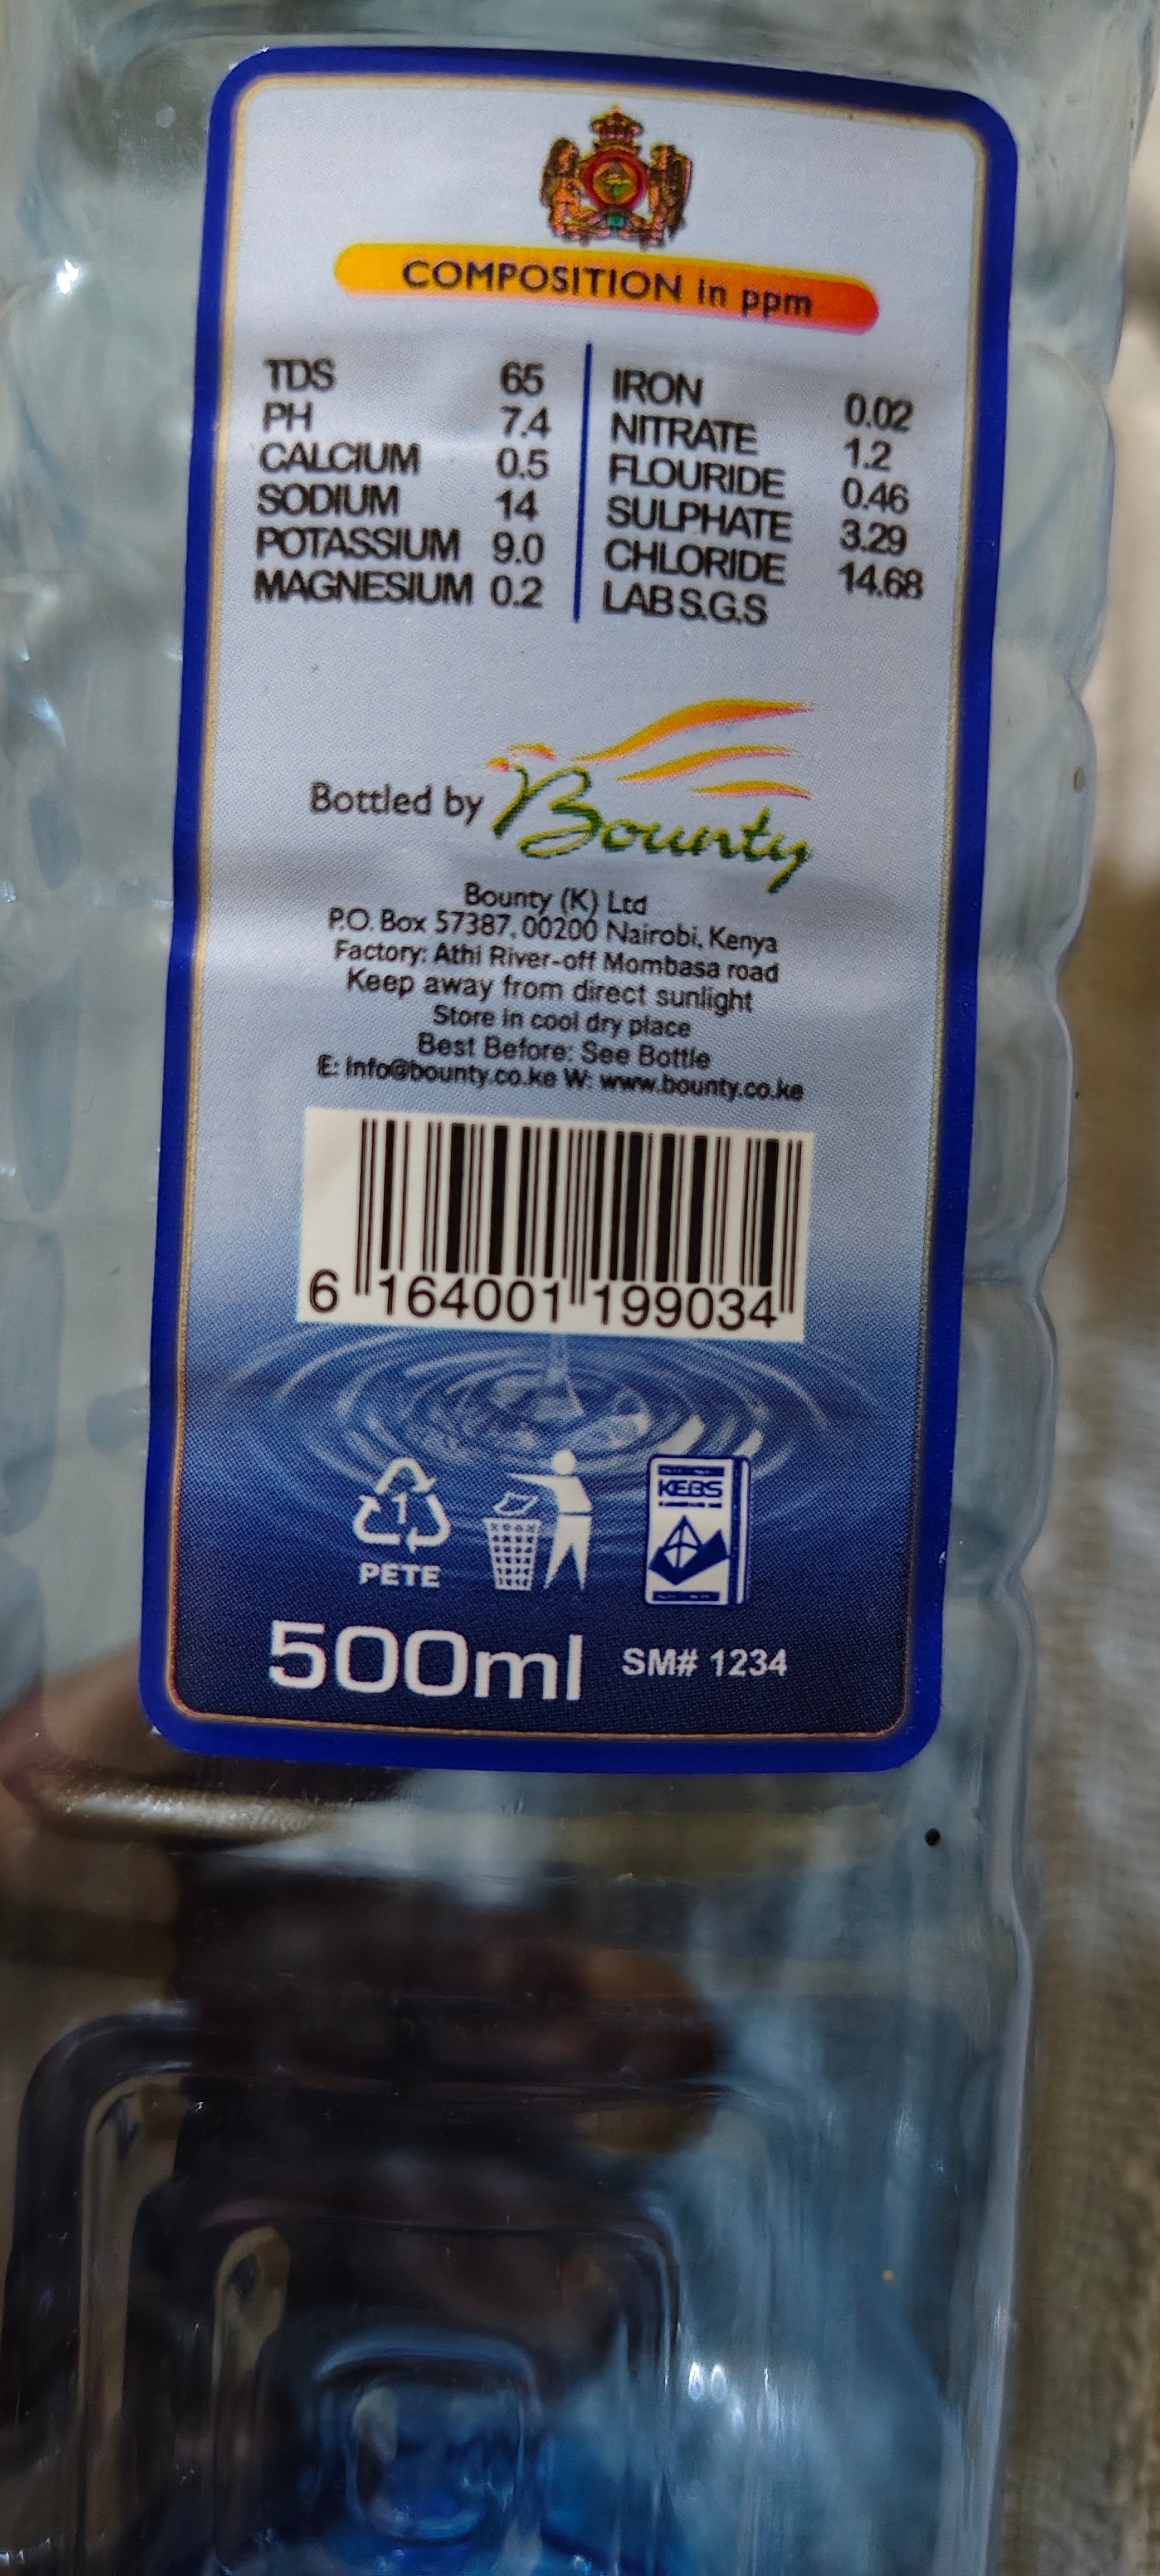 COMPOSITION in ppm
TDS 65
PH 7.4
CALCIUM 0.5
SODIUM 14
POTASSIUM 9.0
MAGNESIUM 0.2
IRON 0.02
NITRATE 1.2
FLOURIDE 0.46
SULPHATE 3.29
CHLORIDE 14.68
LAB S.G.S
Bottled by Bounty
Bounty (K) Ltd
P.O. Box 57387, 00200 Nairobi, Kenya
Factory: Athi River-off Mombasa road
Keep away from direct sunlight
Store in cool dry place
Best Before: See Bottle
E: info@bounty.co.ke W: www.bounty.co.ke
6 164001 199034
1
PETE
KEBS
500ml SM# 1234